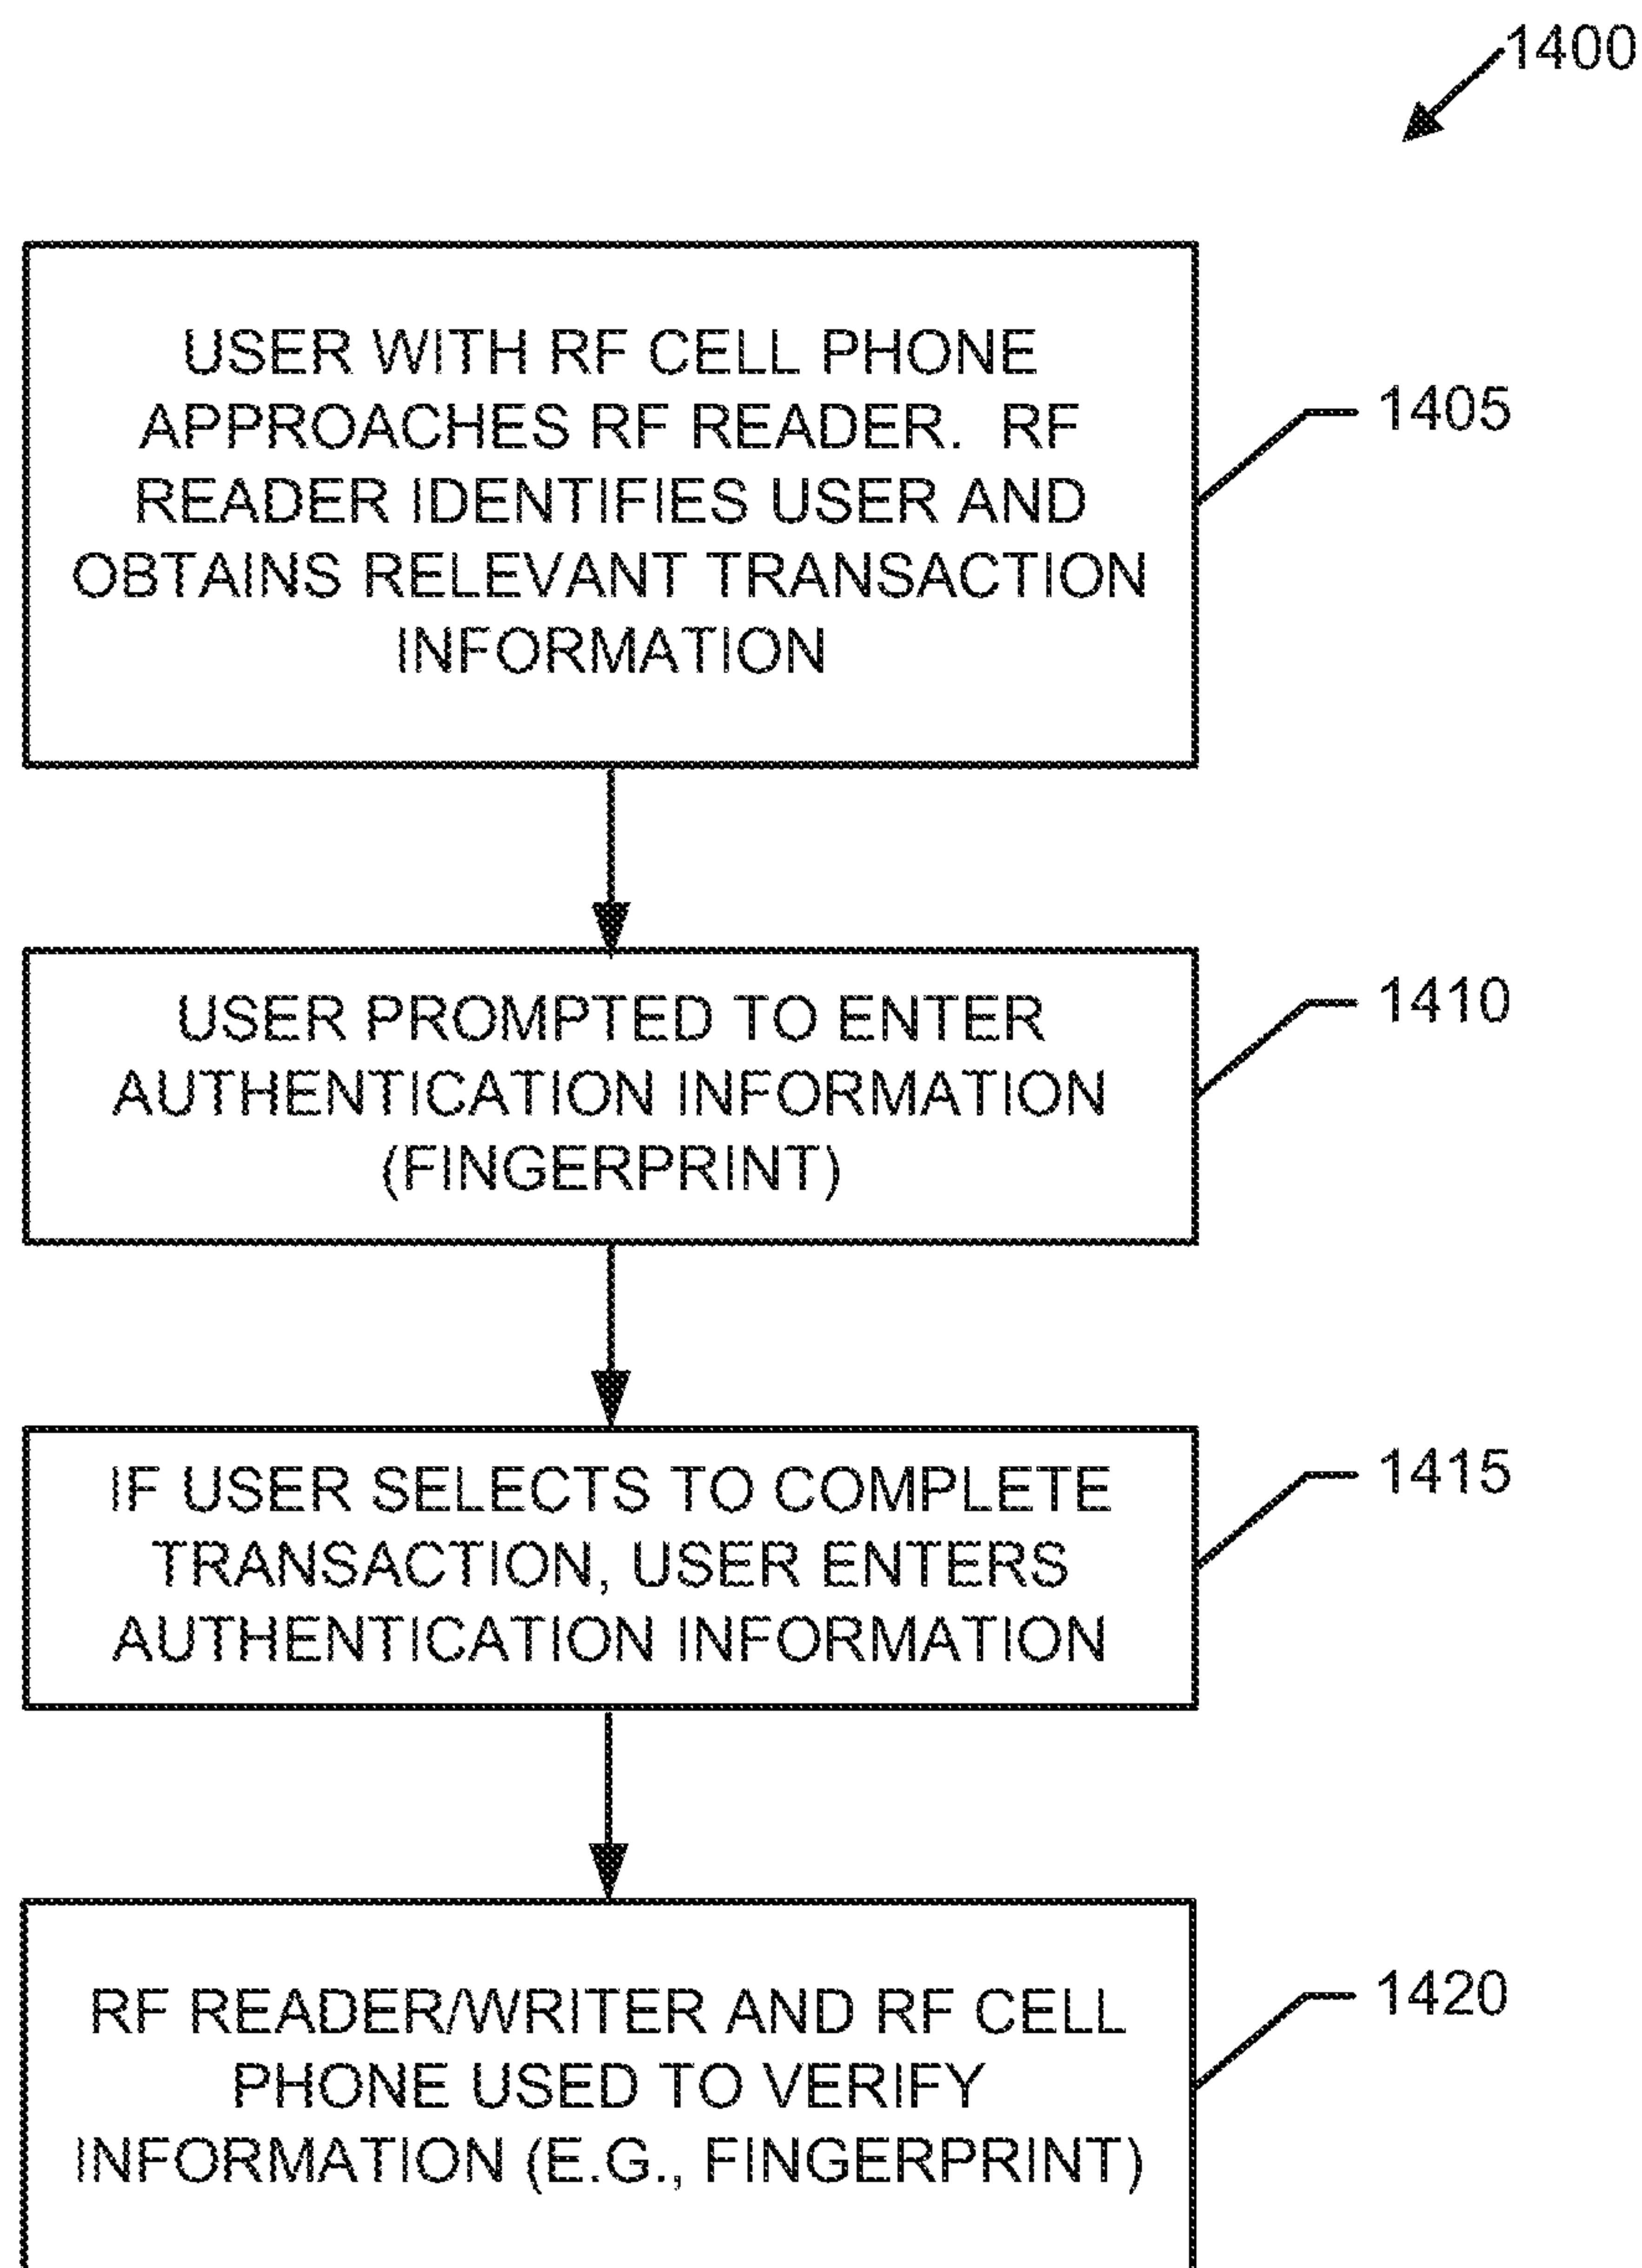 1400
USER WITH RF CELL PHONE
APPROACHES RF READER. RF
READER IDENTIFIES USER AND
OBTAINS RELEVANT TRANSACTION
INFORMATION
1405
USER PROMPTED TO ENTER
AUTHENTICATION INFORMATION
(FINGERPRINT)
1410
IF USER SELECTS TO COMPLETE
TRANSACTION, USER ENTERS
AUTHENTICATION INFORMATION
1415
RF READER/WRITER AND RF CELL
PHONE USED TO VERIFY
INFORMATION (E.G., FINGERPRINT)
1420